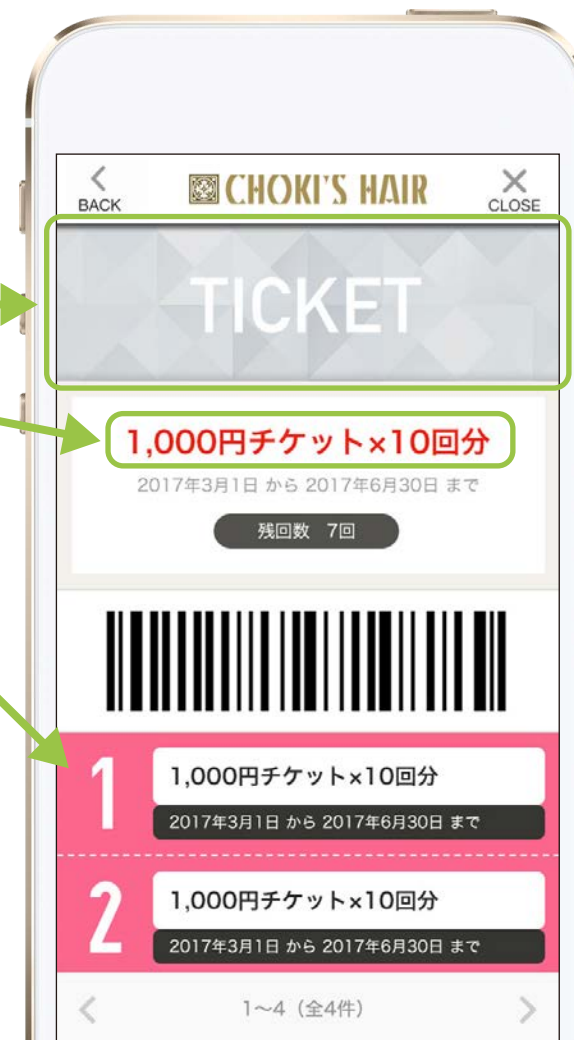 BACK
CHOKI'S HAIR
CLOSE
TICKET
1,000円チケット×10回分
2017年3月1日 から 2017年6月30日 まで
残回数 7回
1
1,000円チケット×10回分
2017年3月1日 から 2017年6月30日 まで
2
1,000円チケット×10回分
2017年3月1日 から 2017年6月30日 まで
1〜4（全4件）